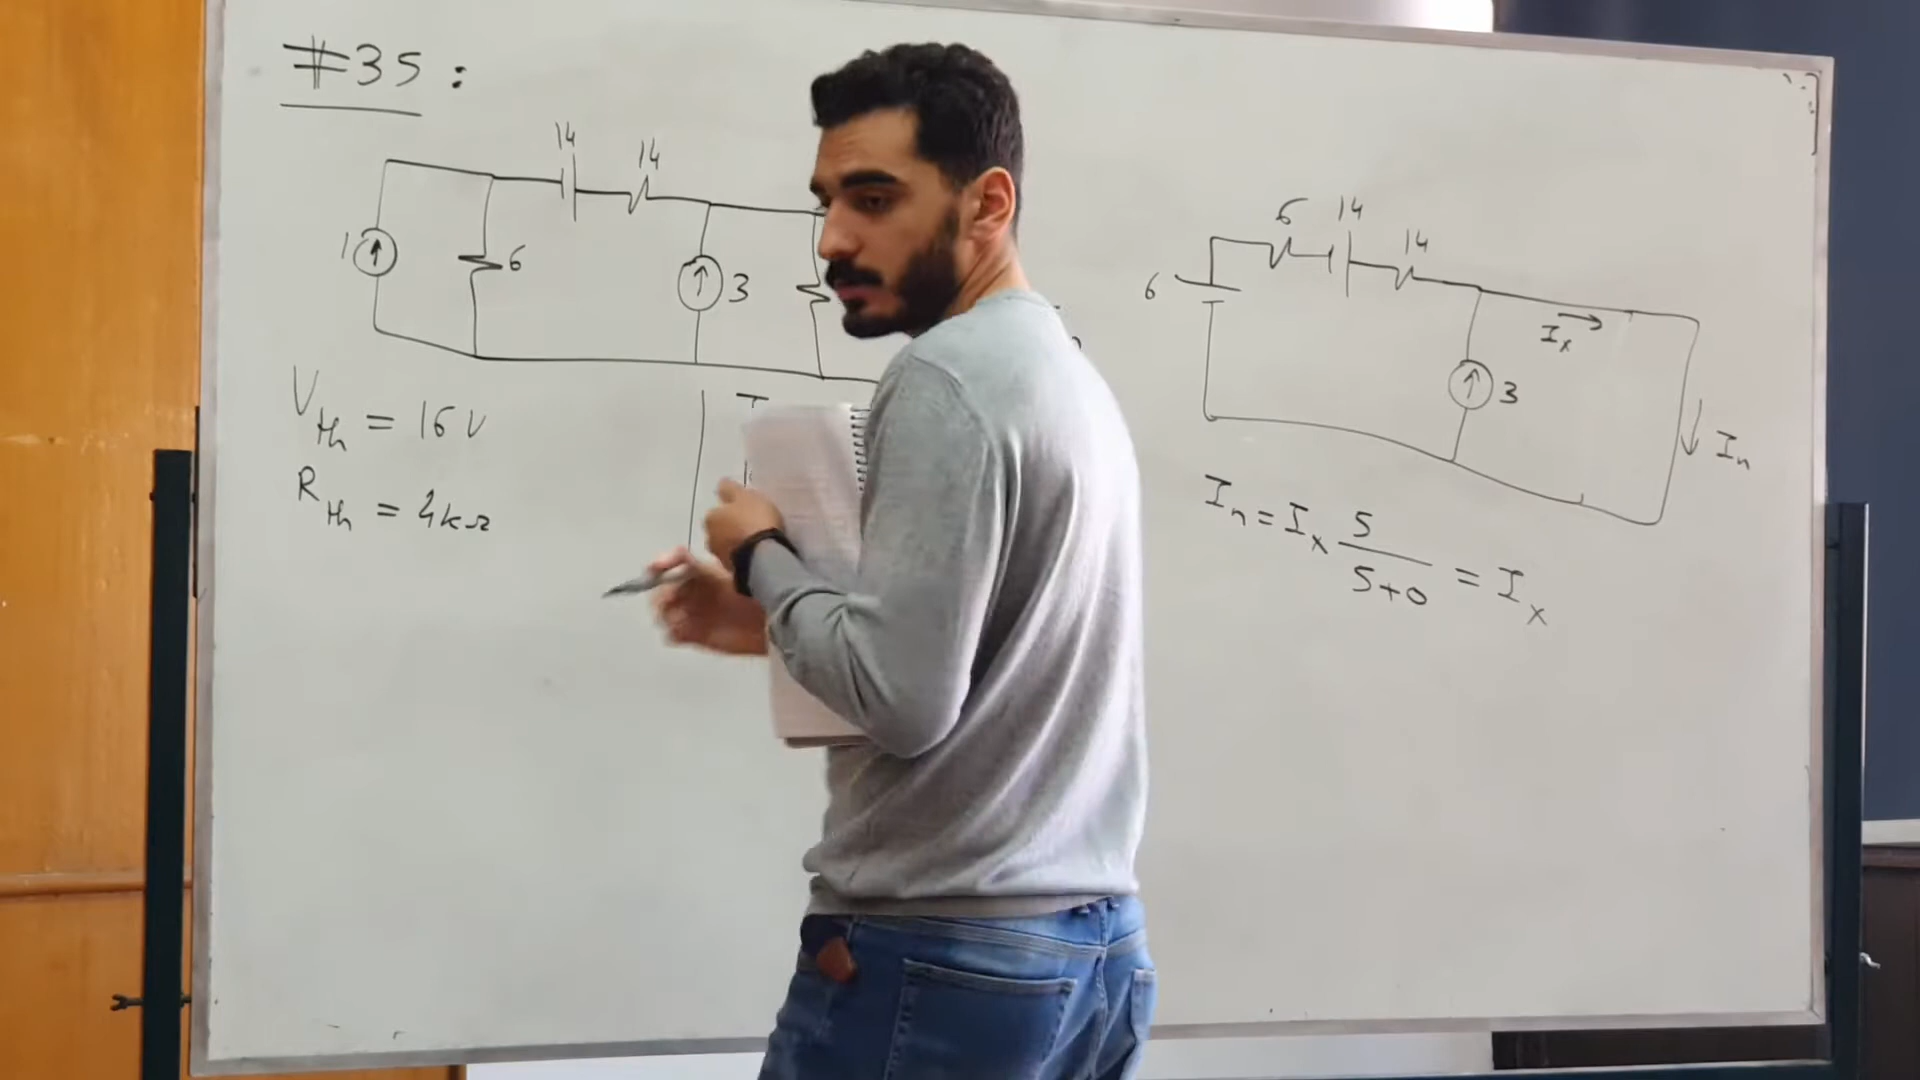 #35 :
14
14
1
6
3
V_th = 16 V
R_th = 4kΩ
6
14
14
6
I_x
3
I_n
I_n = I_x 5/(5+0) = I_x